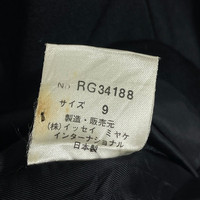 No. RG34188
サイズ 9
製造・販売元
(株)イッセイ ミヤケ
インターナショナル
日本製